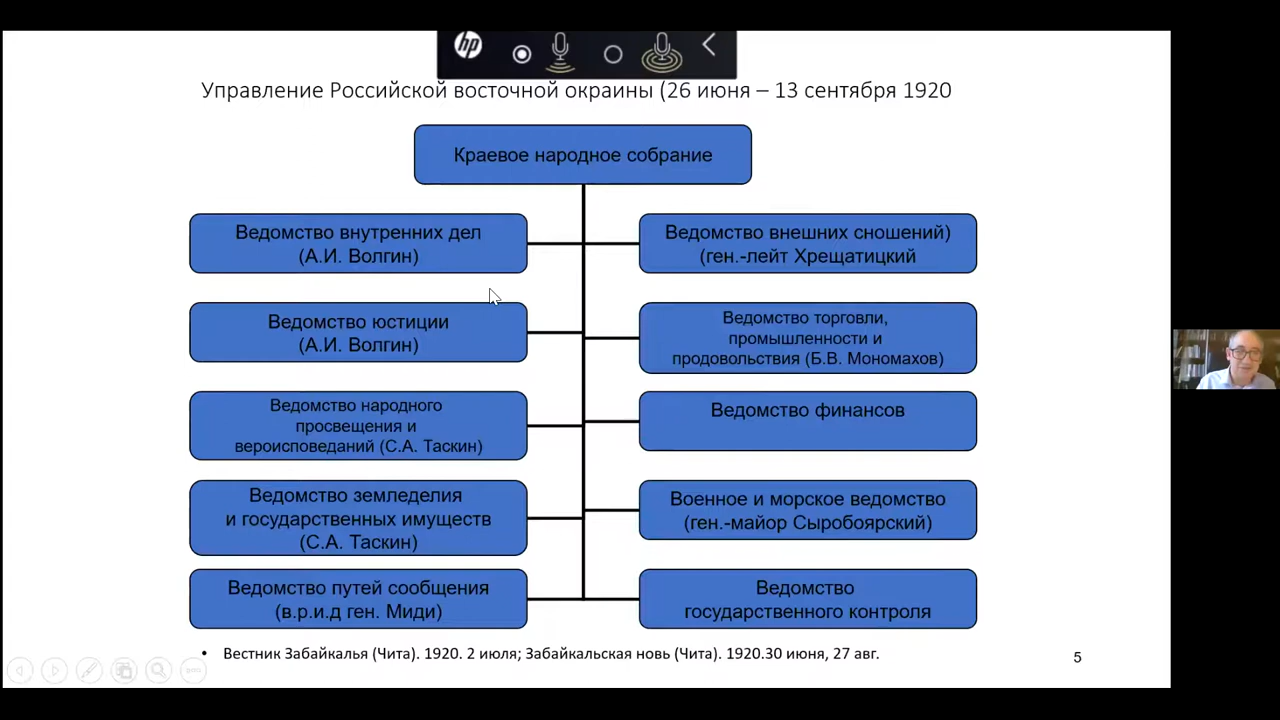 hp
Управление Российской восточной окраины (26 июня – 13 сентября 1920
Краевое народное собрание
Ведомство внутренних дел
(А.И. Волгин)
Ведомство внешних сношений)
(ген.-лейт Хрещатицкий
Ведомство юстиции
(А.И. Волгин)
Ведомство торговли,
промышленности и
продовольствия (Б.В. Мономахов)
Ведомство народного
просвещения и
вероисповеданий (С.А. Таскин)
Ведомство финансов
Ведомство земледелия
и государственных имуществ
(С.А. Таскин)
Военное и морское ведомство
(ген.-майор Сыробоярский)
Ведомство путей сообщения
(в.р.и.д ген. Миди)
Ведомство
государственного контроля
• Вестник Забайкалья (Чита). 1920. 2 июля; Забайкальская новь (Чита). 1920.30 июня, 27 авг.
5